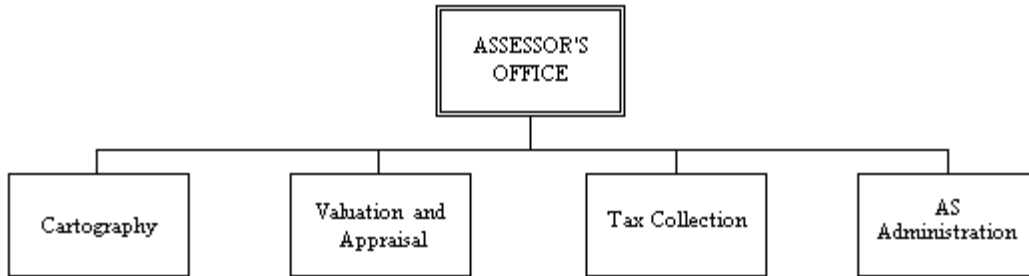 ASSESSOR'S
OFFICE
Cartography
Valuation and
Appraisal
Tax Collection
AS
Administration